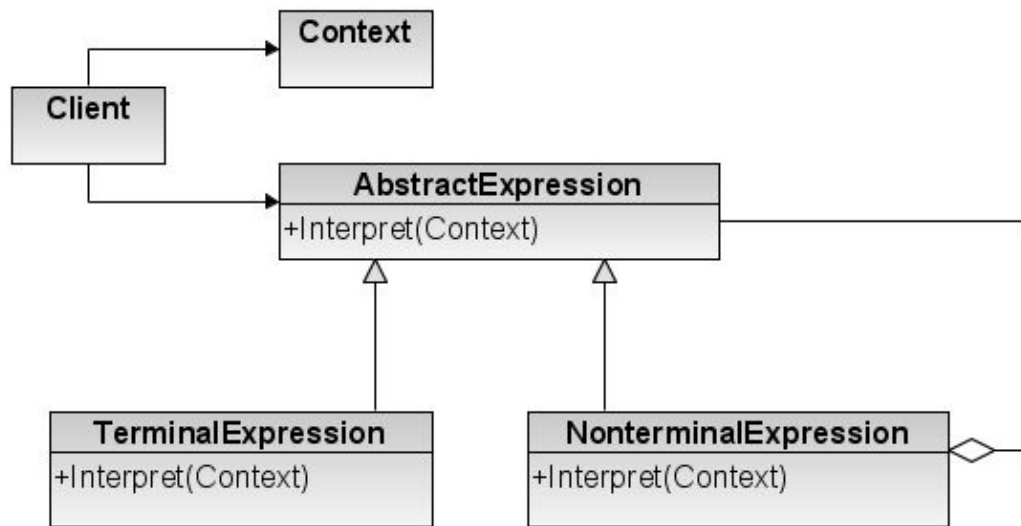 Context
Client
AbstractExpression
+Interpret(Context)
TerminalExpression
+Interpret(Context)
NonterminalExpression
+Interpret(Context)